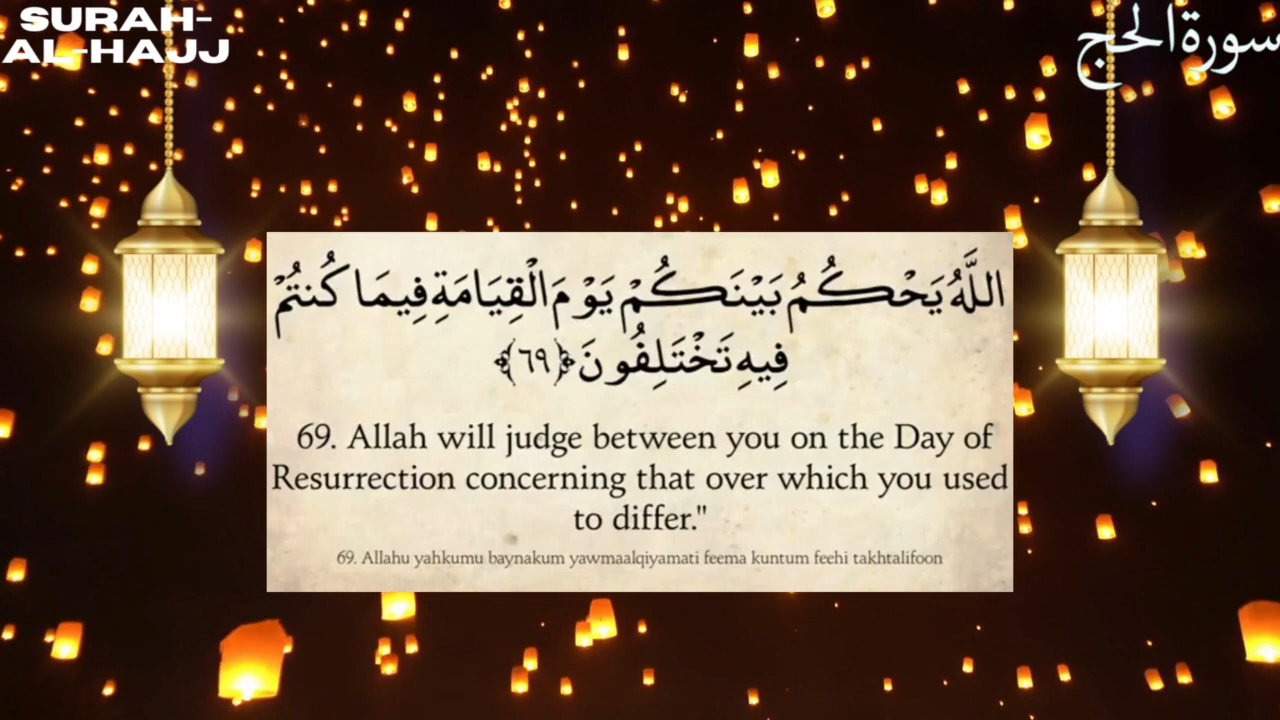 SURAH-
AL-HAJJ
سورة الحج
اللَّهُ يَحْكُمُ بَيْنَكُمْ يَوْمَ الْقِيَامَةِ فِيمَا كُنتُمْ
فِيهِ تَخْتَلِفُونَ ﴿٦٩﴾
69. Allah will judge between you on the Day of
Resurrection concerning that over which you used
to differ."
69. Allahu yahkumu baynakum yawmaalqiyamati feema kuntum feehi takhtalifoon